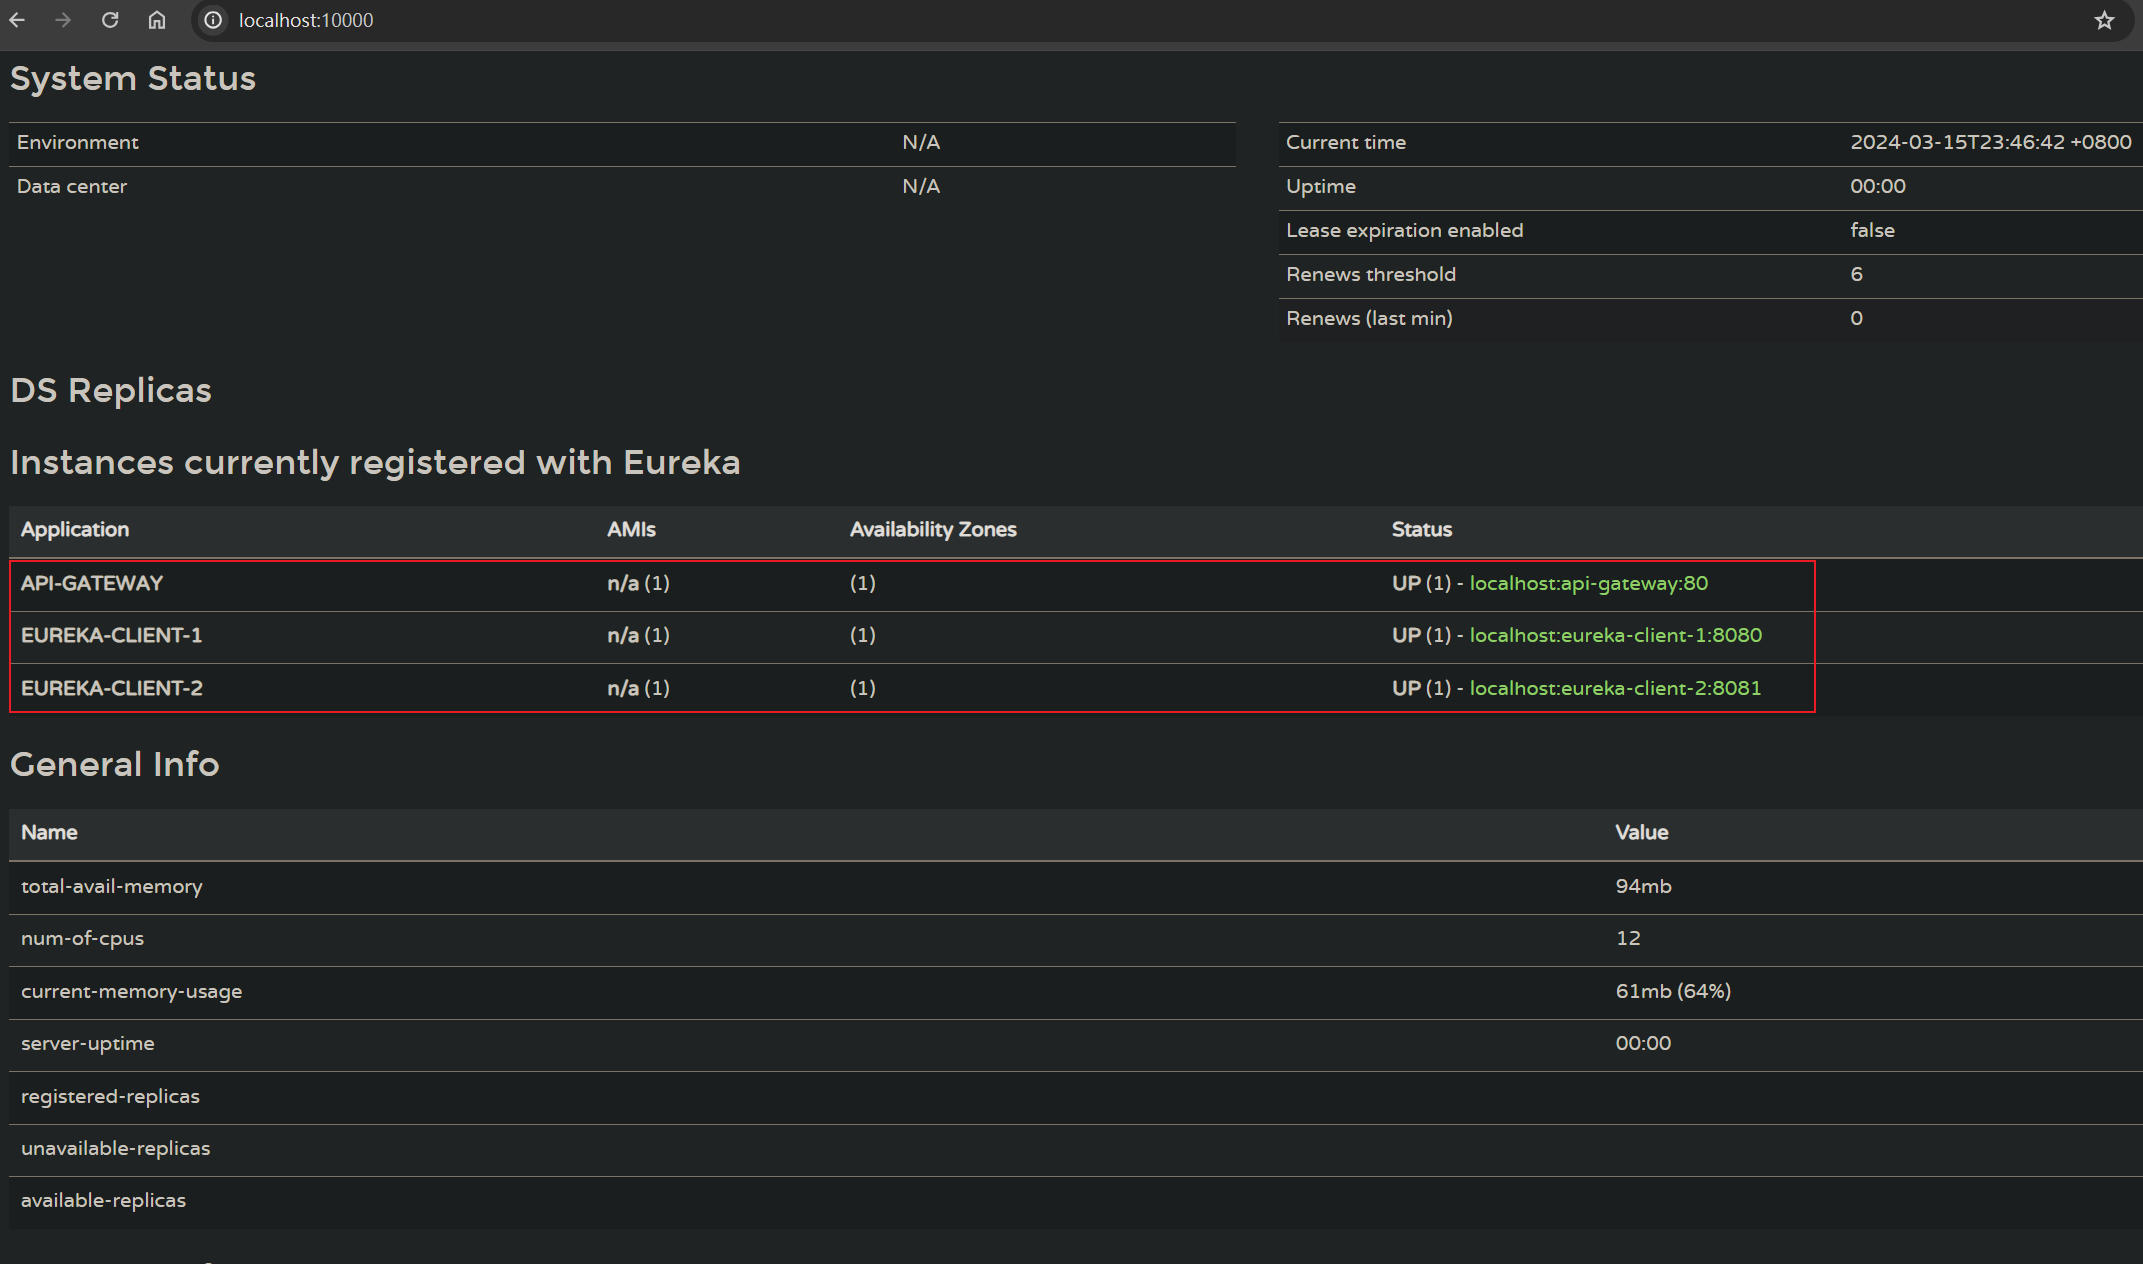 localhost:10000
System Status
Environment N/A
Data center N/A
Current time 2024-03-15T23:46:42 +0800
Uptime 00:00
Lease expiration enabled false
Renews threshold 6
Renews (last min) 0
DS Replicas
Instances currently registered with Eureka
Application AMIs Availability Zones Status
API-GATEWAY n/a (1) (1) UP (1) - localhost:api-gateway:80
EUREKA-CLIENT-1 n/a (1) (1) UP (1) - localhost:eureka-client-1:8080
EUREKA-CLIENT-2 n/a (1) (1) UP (1) - localhost:eureka-client-2:8081
General Info
Name Value
total-avail-memory 94mb
num-of-cpus 12
current-memory-usage 61mb (64%)
server-uptime 00:00
registered-replicas
unavailable-replicas
available-replicas